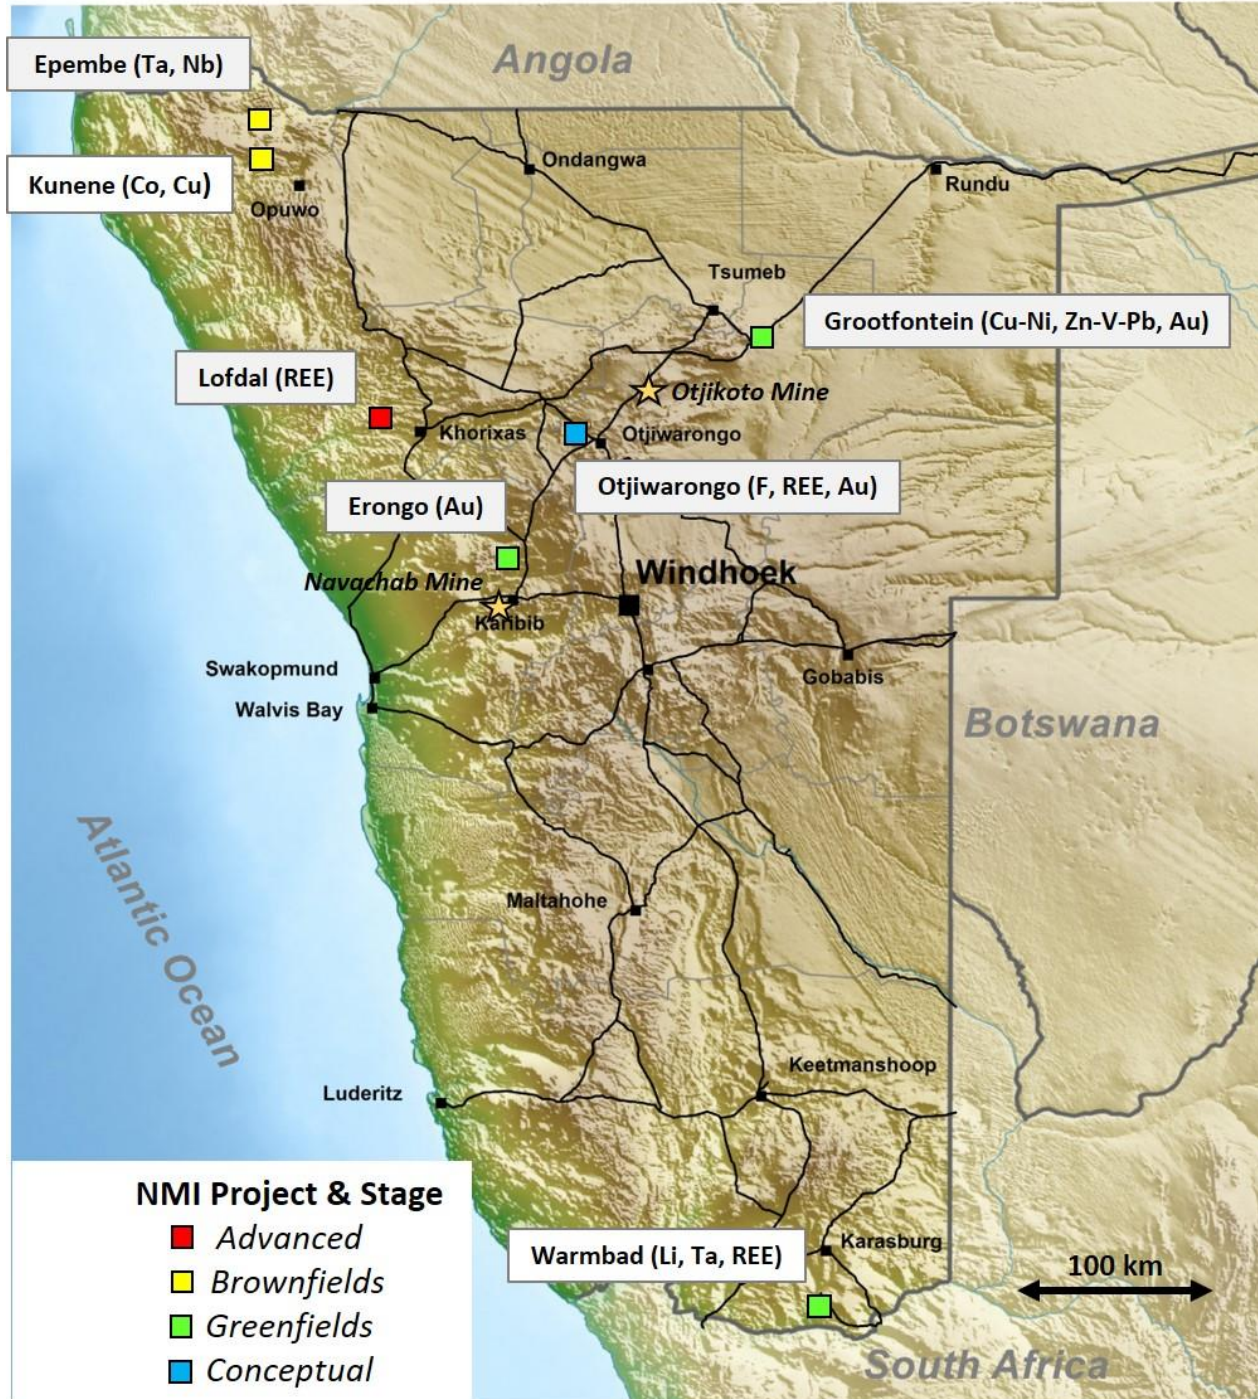 Angola
Epembe (Ta, Nb)
Kunene (Co, Cu)
Opuwo
Ondangwa
Rundu
Tsumeb
Grootfontein (Cu-Ni, Zn-V-Pb, Au)
Lofdal (REE)
Otjikoto Mine
Khorixas
Otjiwarongo
Otjiwarongo (F, REE, Au)
Erongo (Au)
Navachab Mine
Windhoek
Karibib
Swakopmund
Walvis Bay
Gobabis
Botswana
Atlantic Ocean
Maltahohe
Luderitz
Keetmanshoop
NMI Project & Stage
Advanced
Brownfields
Greenfields
Conceptual
Warmbad (Li, Ta, REE)
Karasburg
100 km
South Africa